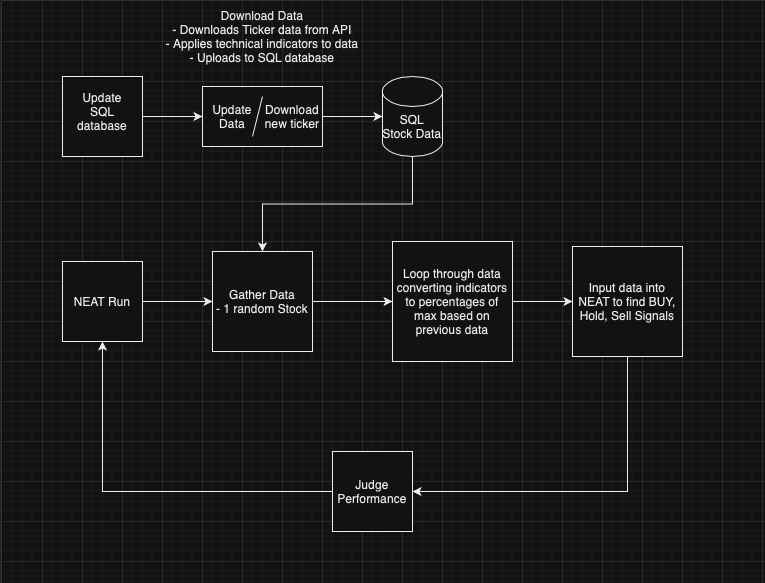 Download Data
- Downloads Ticker data from API
- Applies technical indicators to data
- Uploads to SQL database
Update
SQL
database
Update
Data
Download
new ticker
SQL
Stock Data
NEAT Run
Gather Data
- 1 random Stock
Loop through data
converting indicators
to percentages of
max based on
previous data
Input data into
NEAT to find BUY,
Hold, Sell Signals
Judge
Performance